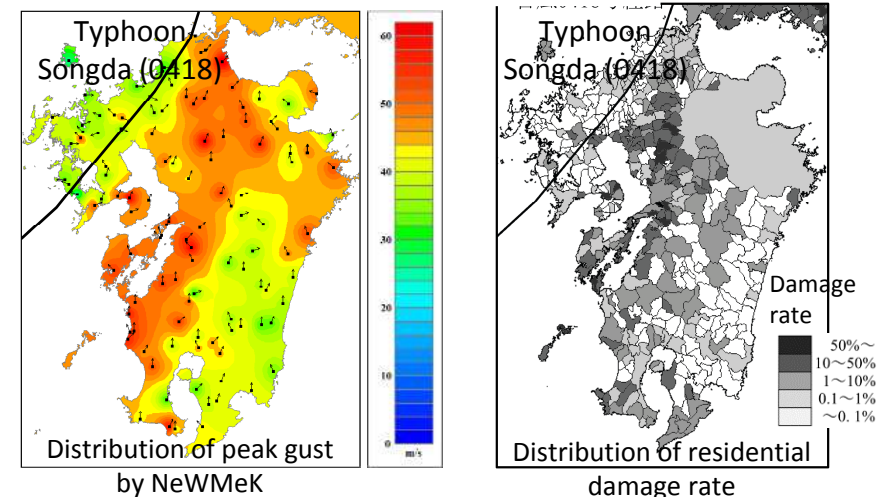 Typhoon
Songda (0418)
Distribution of peak gust
by NeWMeK
60
50
40
30
20
10
0
m/s
Typhoon
Songda (0418)
Damage
rate
50%～
10～50%
1～10%
0.1～1%
～0.1%
Distribution of residential
damage rate